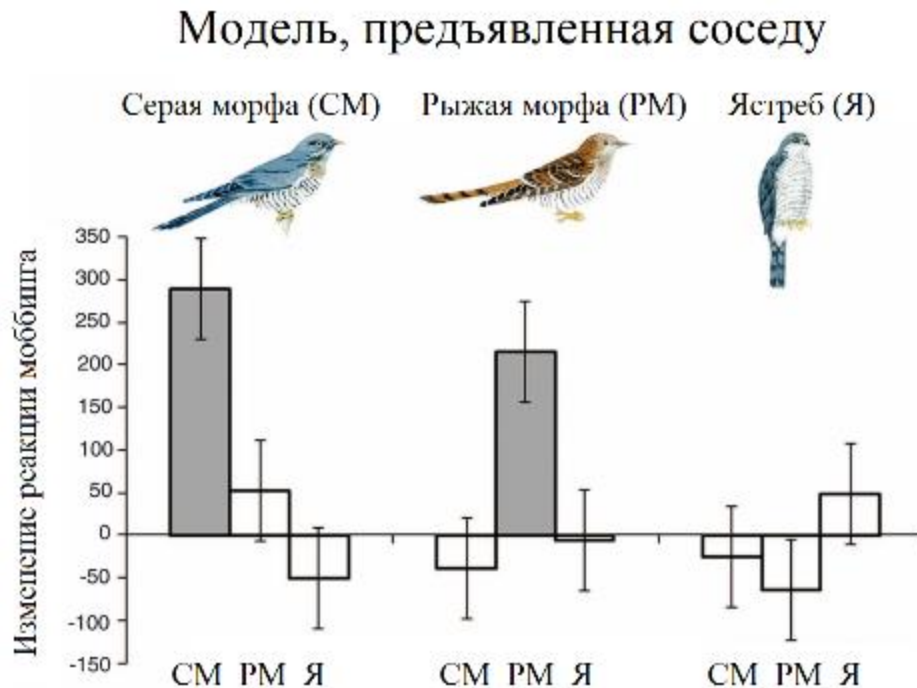 Модель, предъявленная соседу
Серая морфа (СМ) Рыжая морфа (РМ) Ястреб (Я)
Изменение реакции моббинга
350
300
250
200
150
100
50
0
-50
-100
-150
СМ РМ Я СМ РМ Я СМ РМ Я